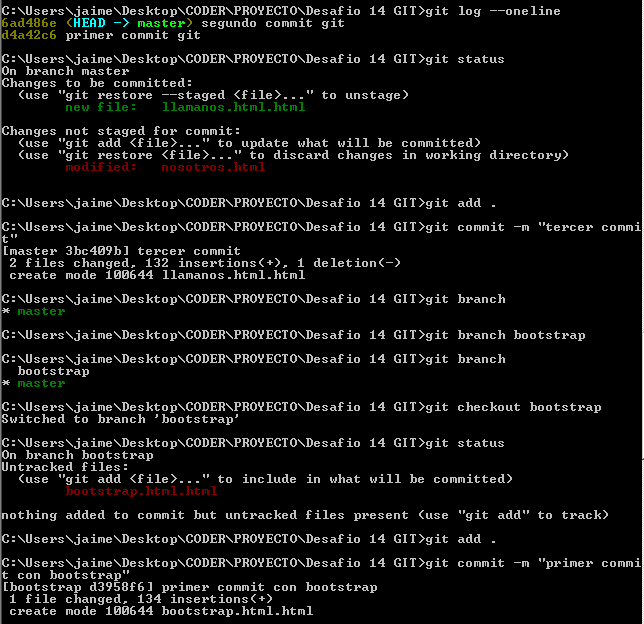 C:\Users\jaime\Desktop\CODER\PROYECTO\Desafio 14 GIT>git log --oneline
6ad486e (HEAD -> master) segundo commit git
d4a42c6 primer commit git
C:\Users\jaime\Desktop\CODER\PROYECTO\Desafio 14 GIT>git status
On branch master
Changes to be committed:
  (use "git restore --staged <file>..." to unstage)
        new file:   llamanos.html.html
Changes not staged for commit:
  (use "git add <file>..." to update what will be committed)
  (use "git restore <file>..." to discard changes in working directory)
        modified:   nosotros.html
C:\Users\jaime\Desktop\CODER\PROYECTO\Desafio 14 GIT>git add .
C:\Users\jaime\Desktop\CODER\PROYECTO\Desafio 14 GIT>git commit -m "tercer commi
t"
[master 3bc409b] tercer commit
 2 files changed, 132 insertions(+), 1 deletion(-)
 create mode 100644 llamanos.html.html
C:\Users\jaime\Desktop\CODER\PROYECTO\Desafio 14 GIT>git branch
* master
C:\Users\jaime\Desktop\CODER\PROYECTO\Desafio 14 GIT>git branch bootstrap
C:\Users\jaime\Desktop\CODER\PROYECTO\Desafio 14 GIT>git branch
  bootstrap
* master
C:\Users\jaime\Desktop\CODER\PROYECTO\Desafio 14 GIT>git checkout bootstrap
Switched to branch 'bootstrap'
C:\Users\jaime\Desktop\CODER\PROYECTO\Desafio 14 GIT>git status
On branch bootstrap
Untracked files:
  (use "git add <file>..." to include in what will be committed)
        bootstrap.html.html
nothing added to commit but untracked files present (use "git add" to track)
C:\Users\jaime\Desktop\CODER\PROYECTO\Desafio 14 GIT>git add .
C:\Users\jaime\Desktop\CODER\PROYECTO\Desafio 14 GIT>git commit -m "primer commi
t con bootstrap"
[bootstrap d3958f6] primer commit con bootstrap
 1 file changed, 134 insertions(+)
 create mode 100644 bootstrap.html.html